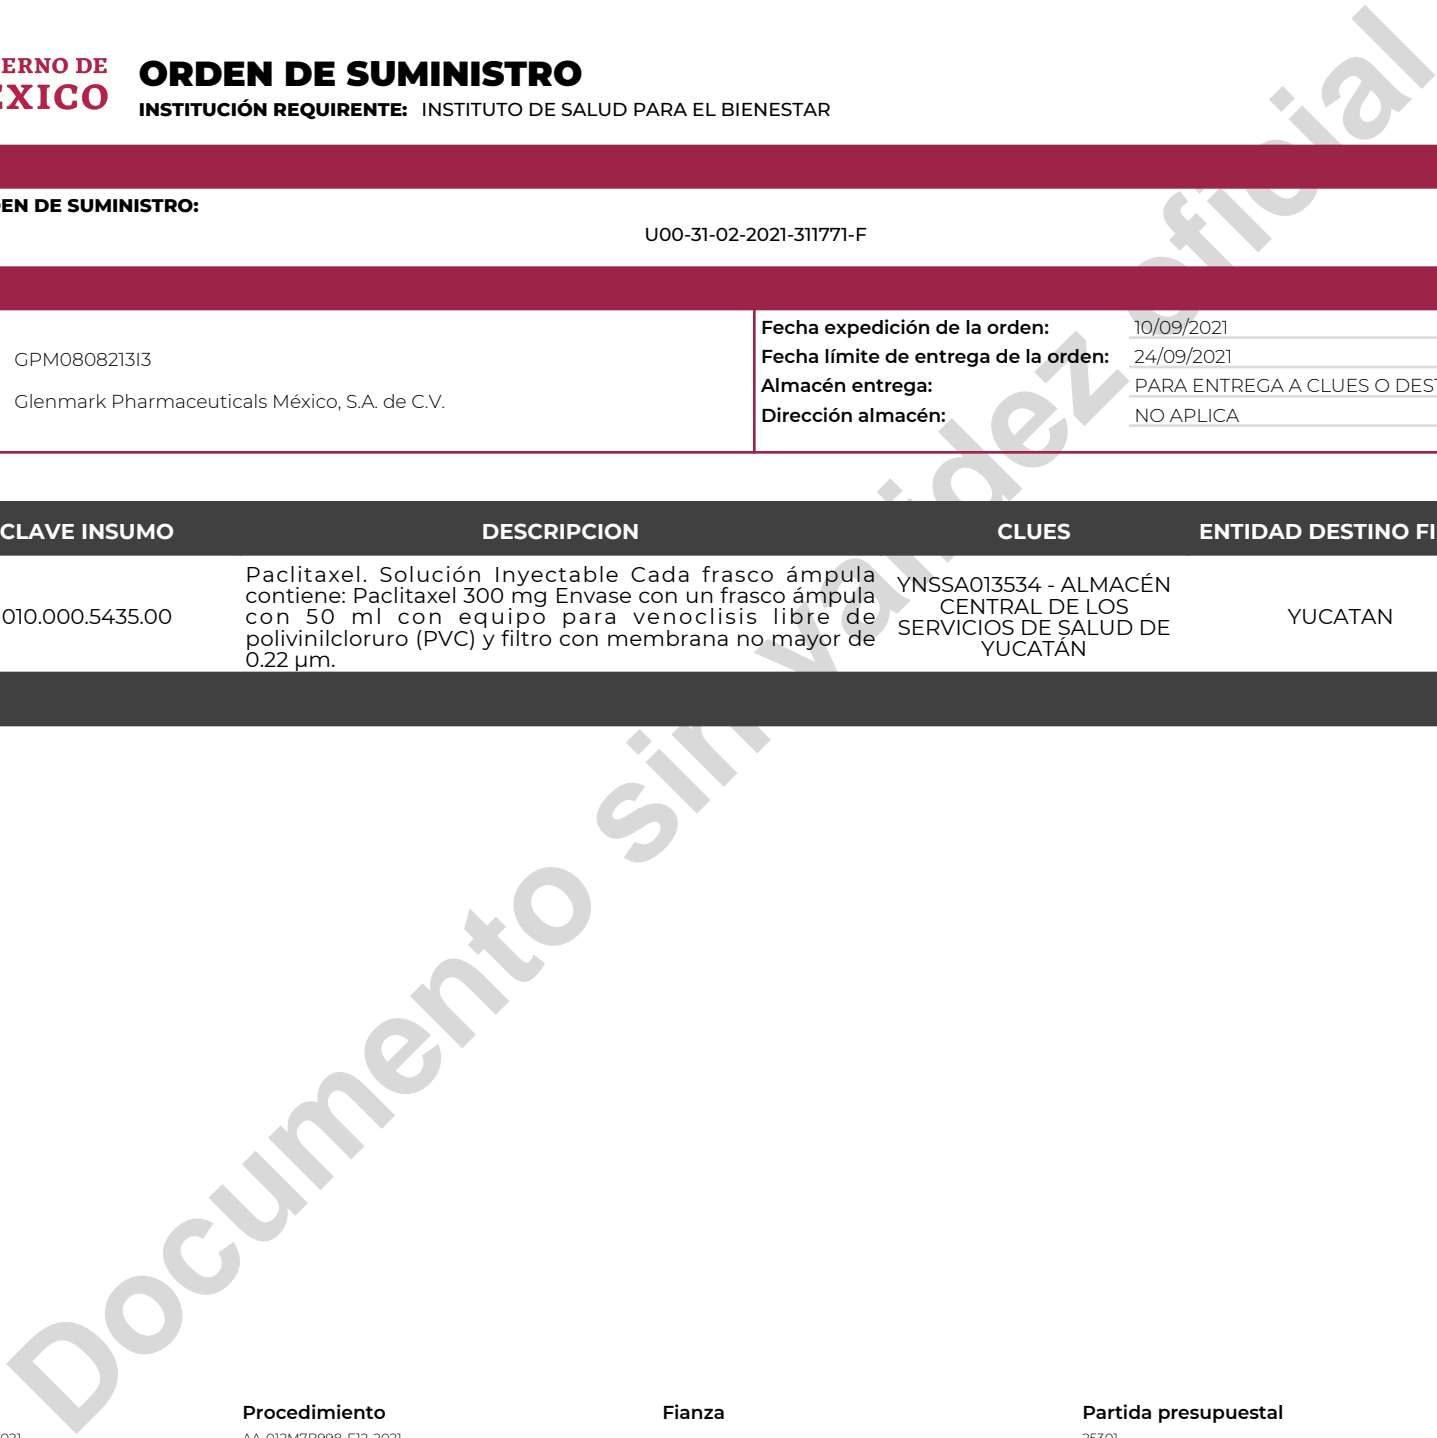 ERNO DE
ORDEN DE SUMINISTRO
INSTITUCIÓN REQUIRENTE: INSTITUTO DE SALUD PARA EL BIENESTAR
EN DE SUMINISTRO:
U00-31-02-2021-311771-F
GPM0808213I3
Glenmark Pharmaceuticals México, S.A. de C.V.
Fecha expedición de la orden: 10/09/2021
Fecha límite de entrega de la orden: 24/09/2021
Almacén entrega: PARA ENTREGA A CLUES O DEST
Dirección almacén: NO APLICA
CLAVE INSUMO DESCRIPCION CLUES ENTIDAD DESTINO FI
010.000.5435.00
Paclitaxel. Solución Inyectable Cada frasco ámpula
contiene: Paclitaxel 300 mg Envase con un frasco ámpula
con 50 ml con equipo para venoclisis libre de
polivinilcloruro (PVC) y filtro con membrana no mayor de
0.22 µm.
YNSSA013534 - ALMACÉN
CENTRAL DE LOS
SERVICIOS DE SALUD DE
YUCATÁN
YUCATAN
Documento sin validez oficial
Procedimiento Fianza Partida presupuestal